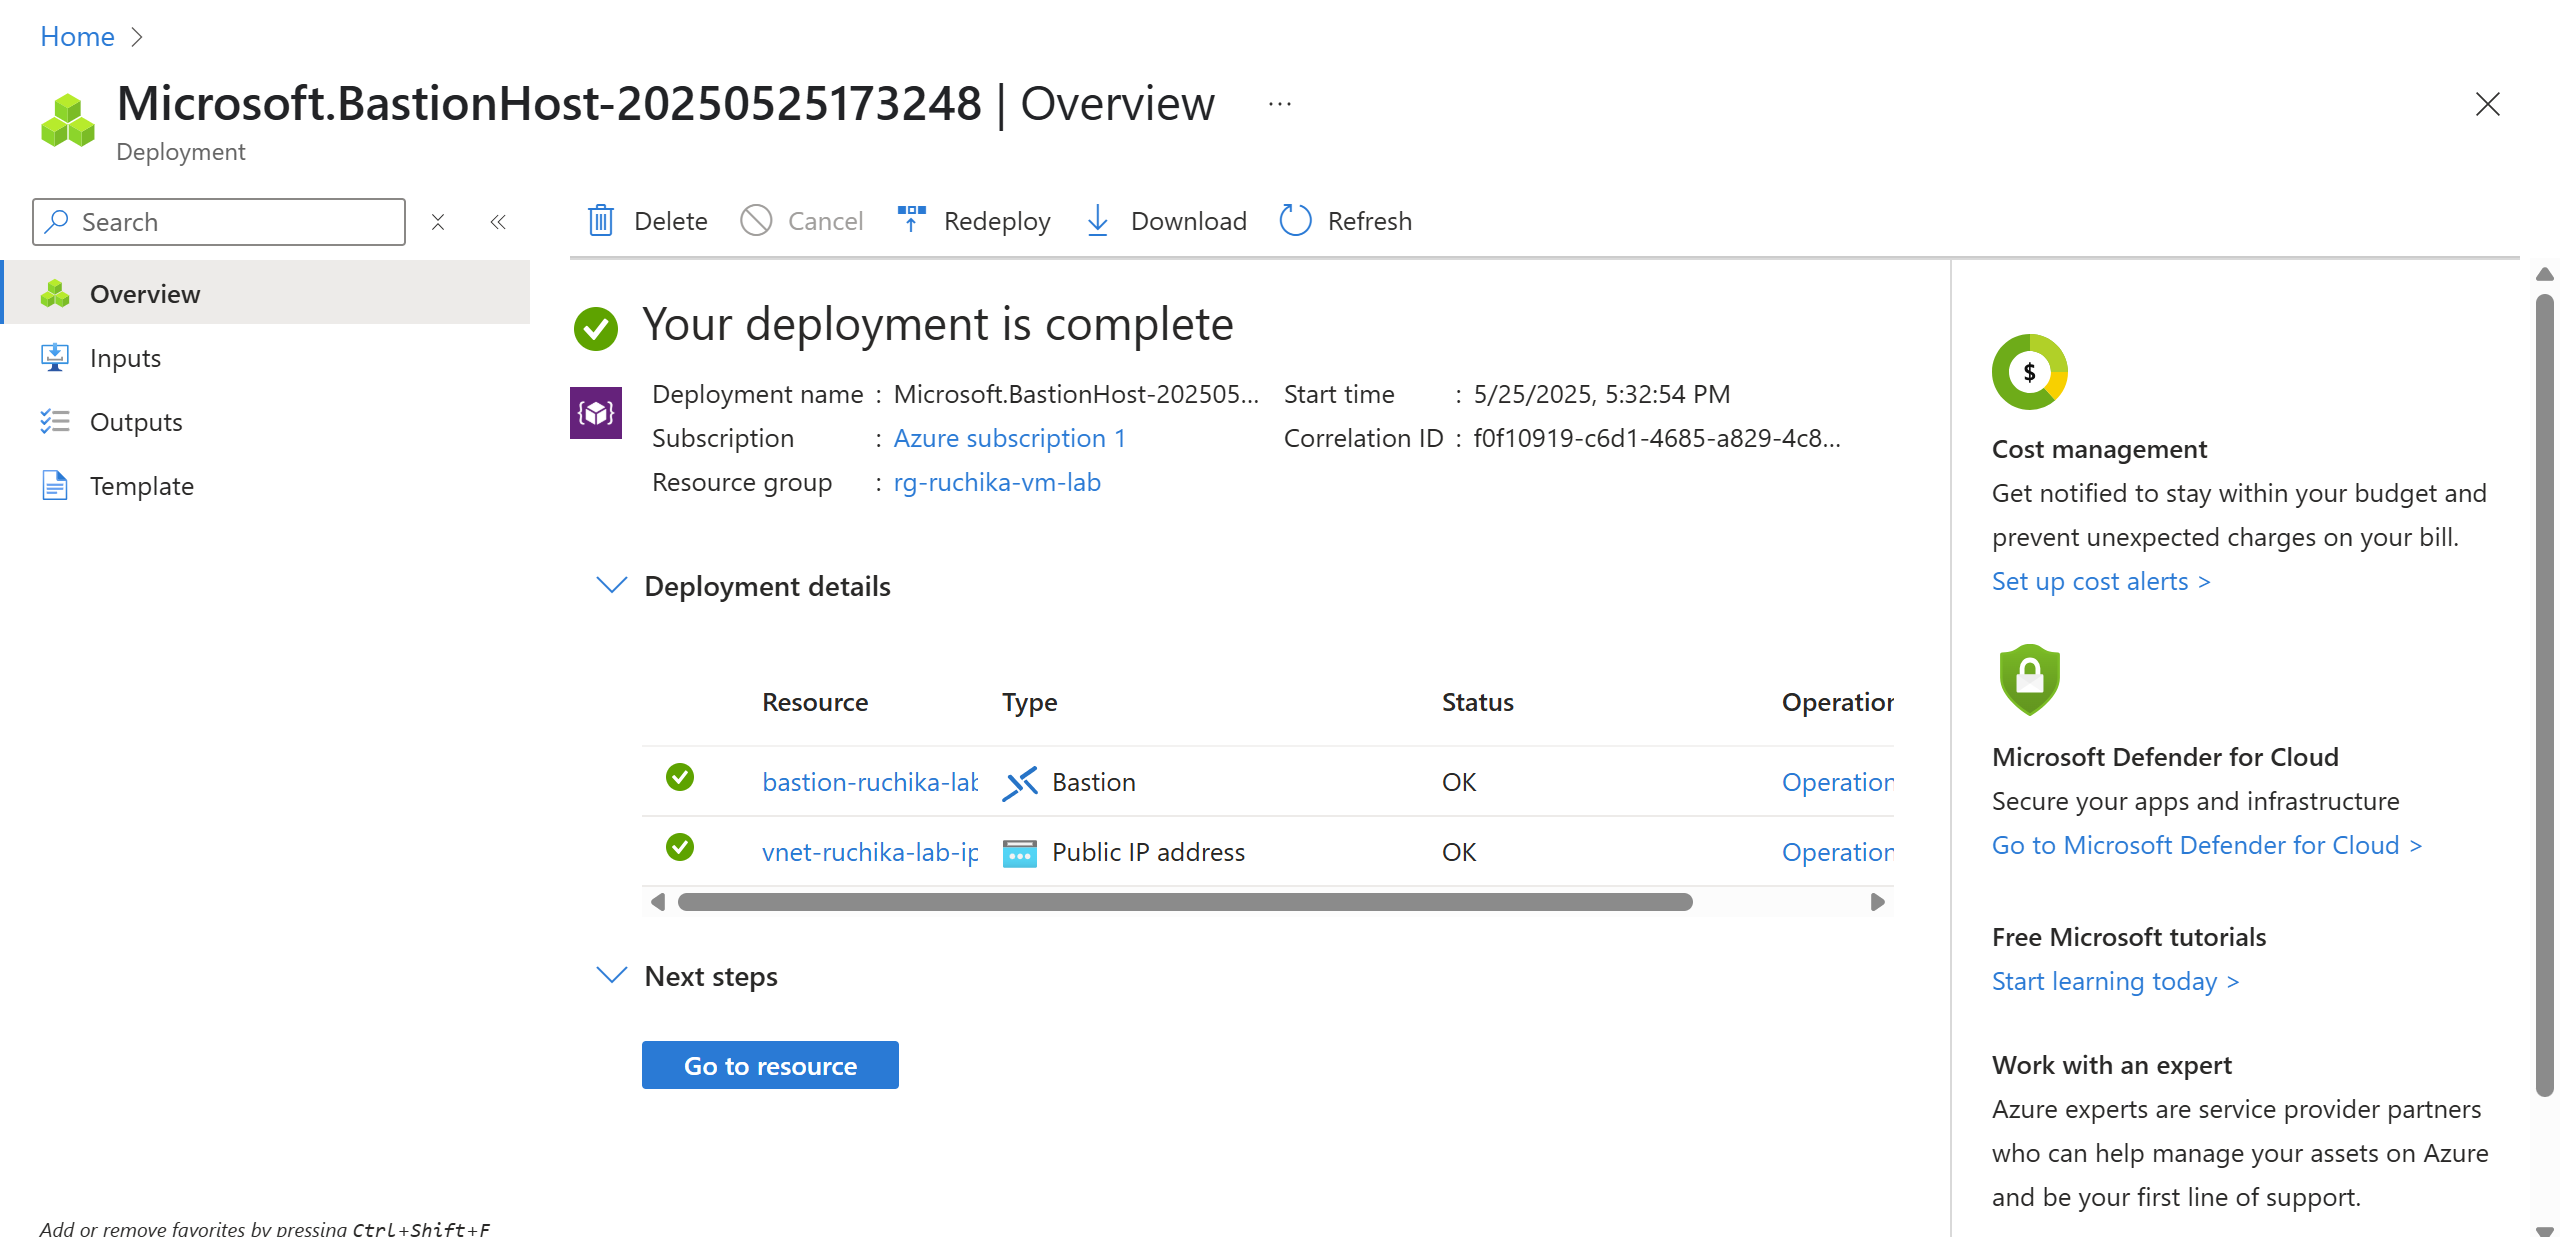 Home
Microsoft.BastionHost-20250525173248 | Overview ...
Deployment
Search
Overview
Inputs
Outputs
Template
Add or remove favorites by pressing Ctrl+Shift+F
Delete Cancel Redeploy Download Refresh
Your deployment is complete
Deployment name : Microsoft.BastionHost-202505... Start time : 5/25/2025, 5:32:54 PM
Subscription : Azure subscription 1 Correlation ID : f0f10919-c6d1-4685-a829-4c8...
Resource group : rg-ruchika-vm-lab
Deployment details
Resource Type Status Operation
bastion-ruchika-lab Bastion OK Operation
vnet-ruchika-lab-ip Public IP address OK Operation
Next steps
Go to resource
$
Cost management
Get notified to stay within your budget and
prevent unexpected charges on your bill.
Set up cost alerts >
Microsoft Defender for Cloud
Secure your apps and infrastructure
Go to Microsoft Defender for Cloud >
Free Microsoft tutorials
Start learning today >
Work with an expert
Azure experts are service provider partners
who can help manage your assets on Azure
and be your first line of support.